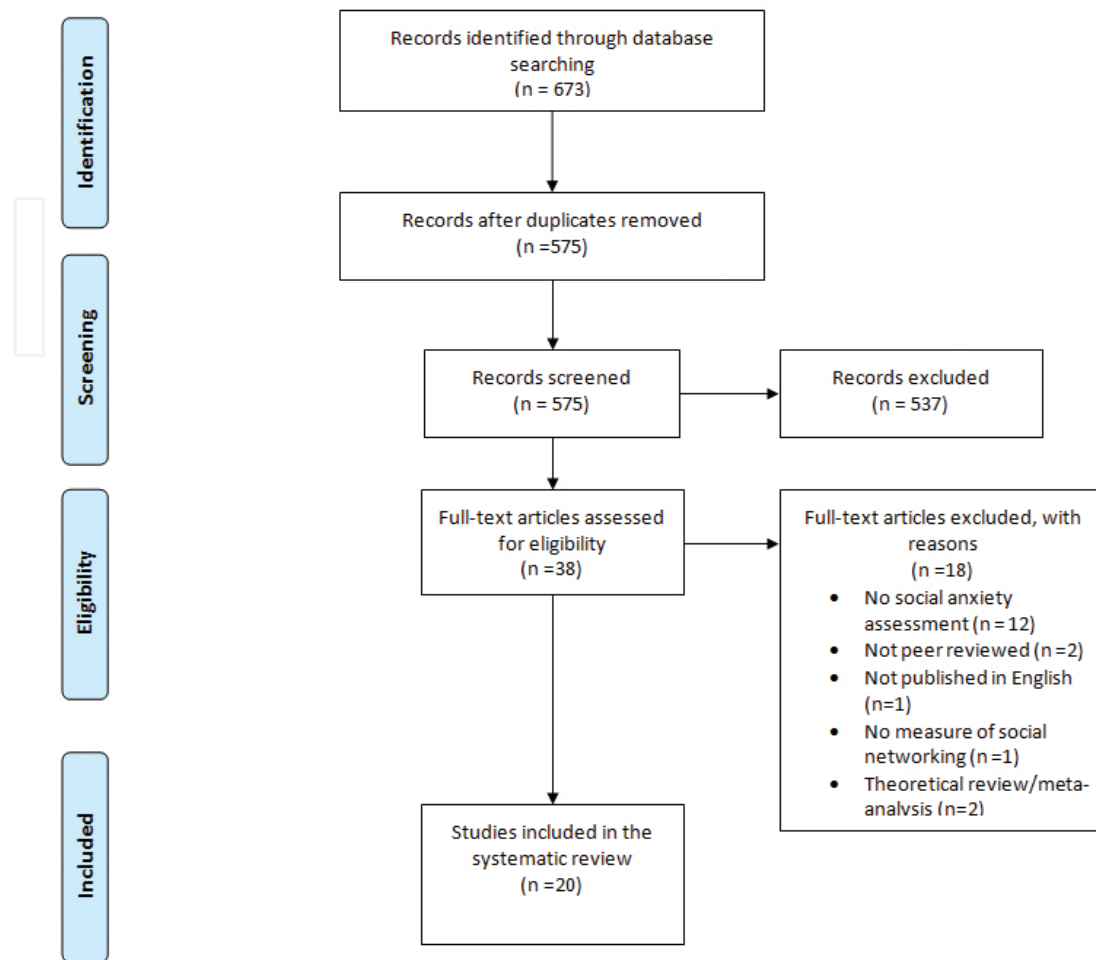 Identification
Records identified through database
searching
(n = 673)
Records after duplicates removed
(n =575)
Screening
Records screened
(n = 575)
Records excluded
(n = 537)
Eligibility
Full-text articles assessed
for eligibility
(n =38)
Full-text articles excluded, with
reasons
(n =18)
• No social anxiety
assessment (n = 12)
• Not peer reviewed (n =2)
• Not published in English
(n=1)
• No measure of social
networking (n =1)
• Theoretical review/meta-
analysis (n=2)
Included
Studies included in the
systematic review
(n =20)